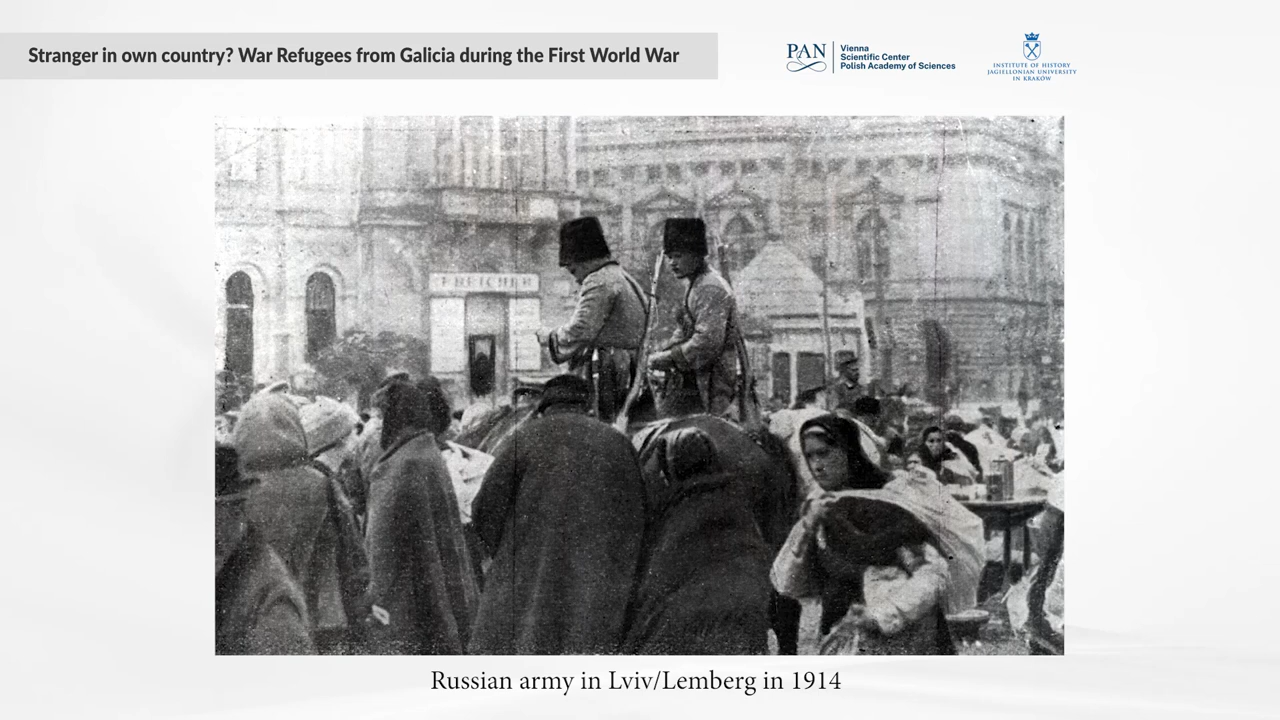 Stranger in own country? War Refugees from Galicia during the First World War
PAN
Vienna
Scientific Center
Polish Academy of Sciences
INSTITUTE OF HISTORY
JAGIELLONIAN UNIVERSITY
IN KRAKÓW
Russian army in Lviv/Lemberg in 1914